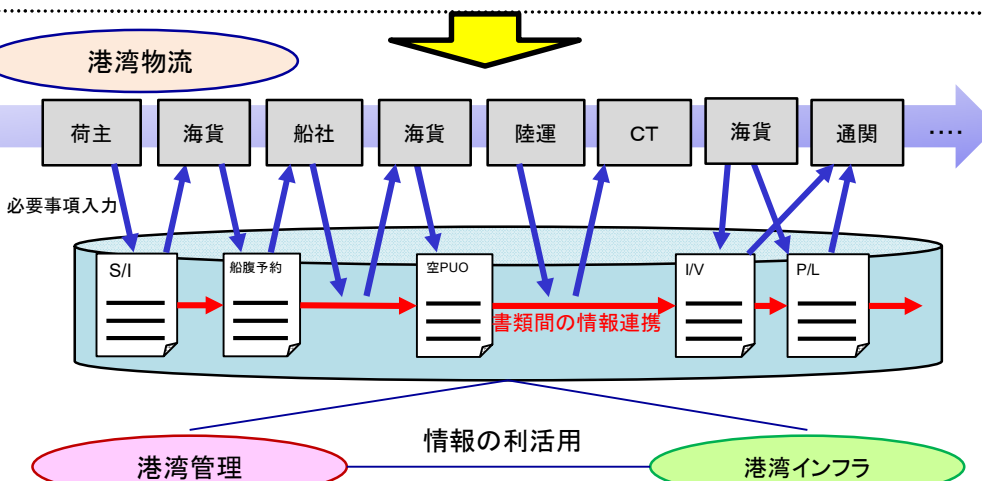 港湾物流
荷主
海貨
船社
海貨
陸運
CT
海貨
通関
....
必要事項入力
S/I
船腹予約
空PUO
I/V
P/L
書類間の情報連携
情報の利活用
港湾管理
港湾インフラ